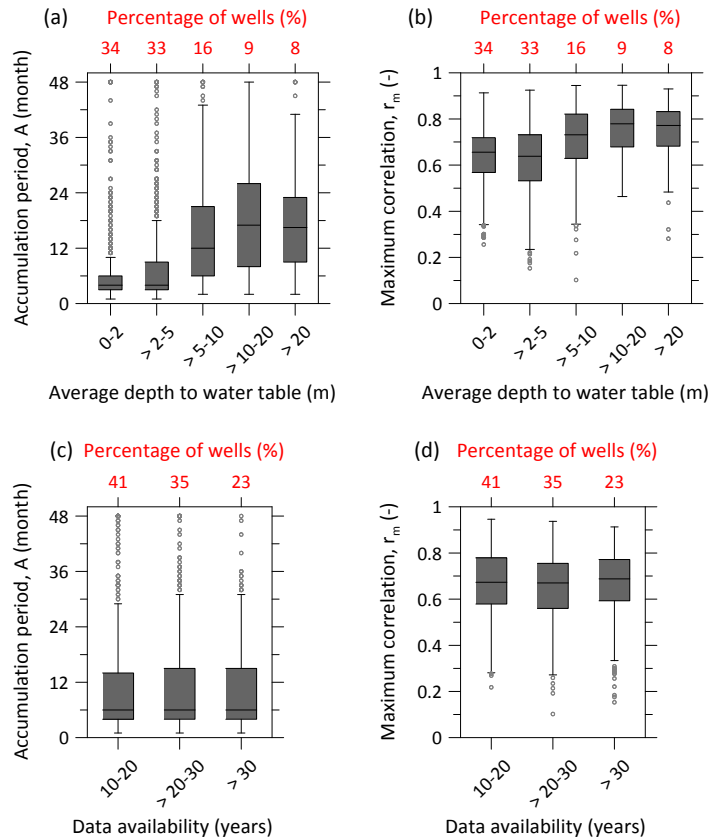 (a) Percentage of wells (%)
34 33 16 9 8
48
36
24
12
0
Accumulation period, A (month)
0-2 > 2-5 > 5-10 > 10-20 > 20
Average depth to water table (m)
(b) Percentage of wells (%)
34 33 16 9 8
1
0.8
0.6
0.4
0.2
0
Maximum correlation, rₘ (-)
0-2 > 2-5 > 5-10 > 10-20 > 20
Average depth to water table (m)
(c) Percentage of wells (%)
41 35 23
48
36
24
12
0
Accumulation period, A (month)
10-20 > 20-30 > 30
Data availability (years)
(d) Percentage of wells (%)
41 35 23
1
0.8
0.6
0.4
0.2
0
Maximum correlation, rₘ (-)
10-20 > 20-30 > 30
Data availability (years)